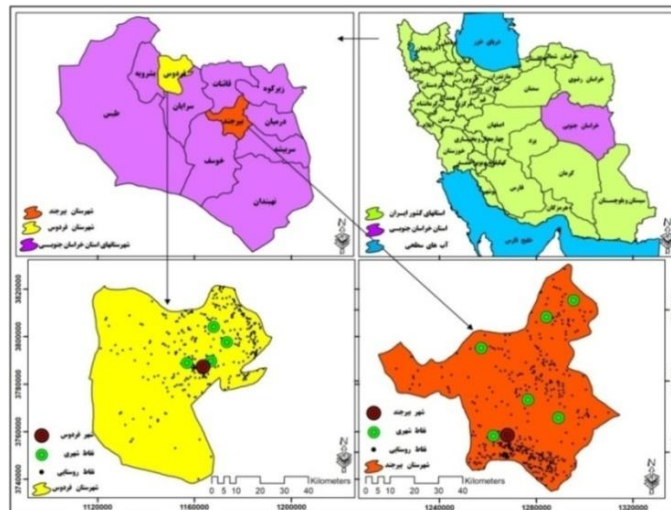 فردوس
بشرویه
قائنات
زیرکوه
طبس
سرایان
بیرجند
درمیان
سربیشه
خوسف
نهبندان
شهرستان بیرجند
شهرستان فردوس
شهرستانهای استان خراسان جنوبی
N
دریای خزر
خراسان رضوی
سمنان
خراسان جنوبی
اصفهان
یزد
خوزستان
کرمان
فارس
سیستان و بلوچستان
هرمزگان
خلیج فارس
استانهای کشور ایران
استان خراسان جنوبی
آب های سطحی
N
3820000
3800000
3780000
3760000
3740000
شهر فردوس
نقاط شهری
نقاط روستایی
شهرستان فردوس
0 5 10 20 30 40
Kilometers
N
1120000 1160000 1200000
شهر بیرجند
نقاط شهری
نقاط روستایی
شهرستان بیرجند
0 5 10 20 30 40
Kilometers
N
1240000 1280000 1320000